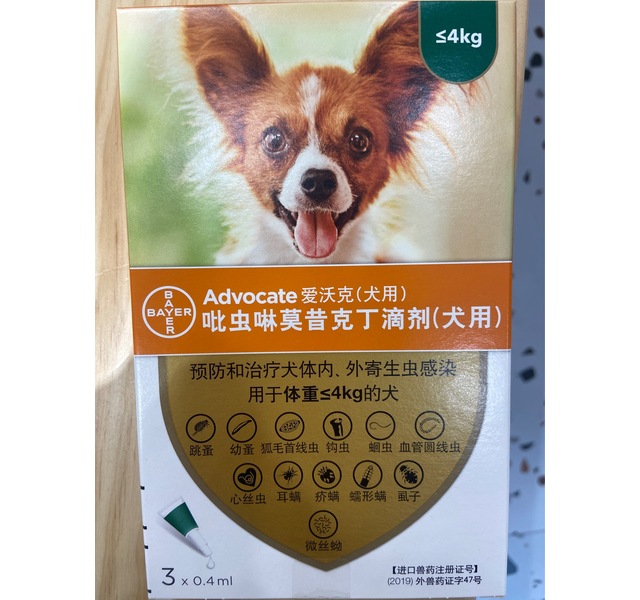 ≤4kg
BAYER
BAYER
Advocate 爱沃克(犬用)
吡虫啉莫昔克丁滴剂(犬用)
预防和治疗犬体内、外寄生虫感染
用于体重≤4kg的犬
跳蚤 幼蚤 狐毛首线虫 钩虫 蛔虫 血管圆线虫
心丝虫 耳螨 疥螨 蠕形螨 虱子
微丝蚴
3 x 0.4ml
【进口兽药注册证号】
(2019) 外兽药证字47号